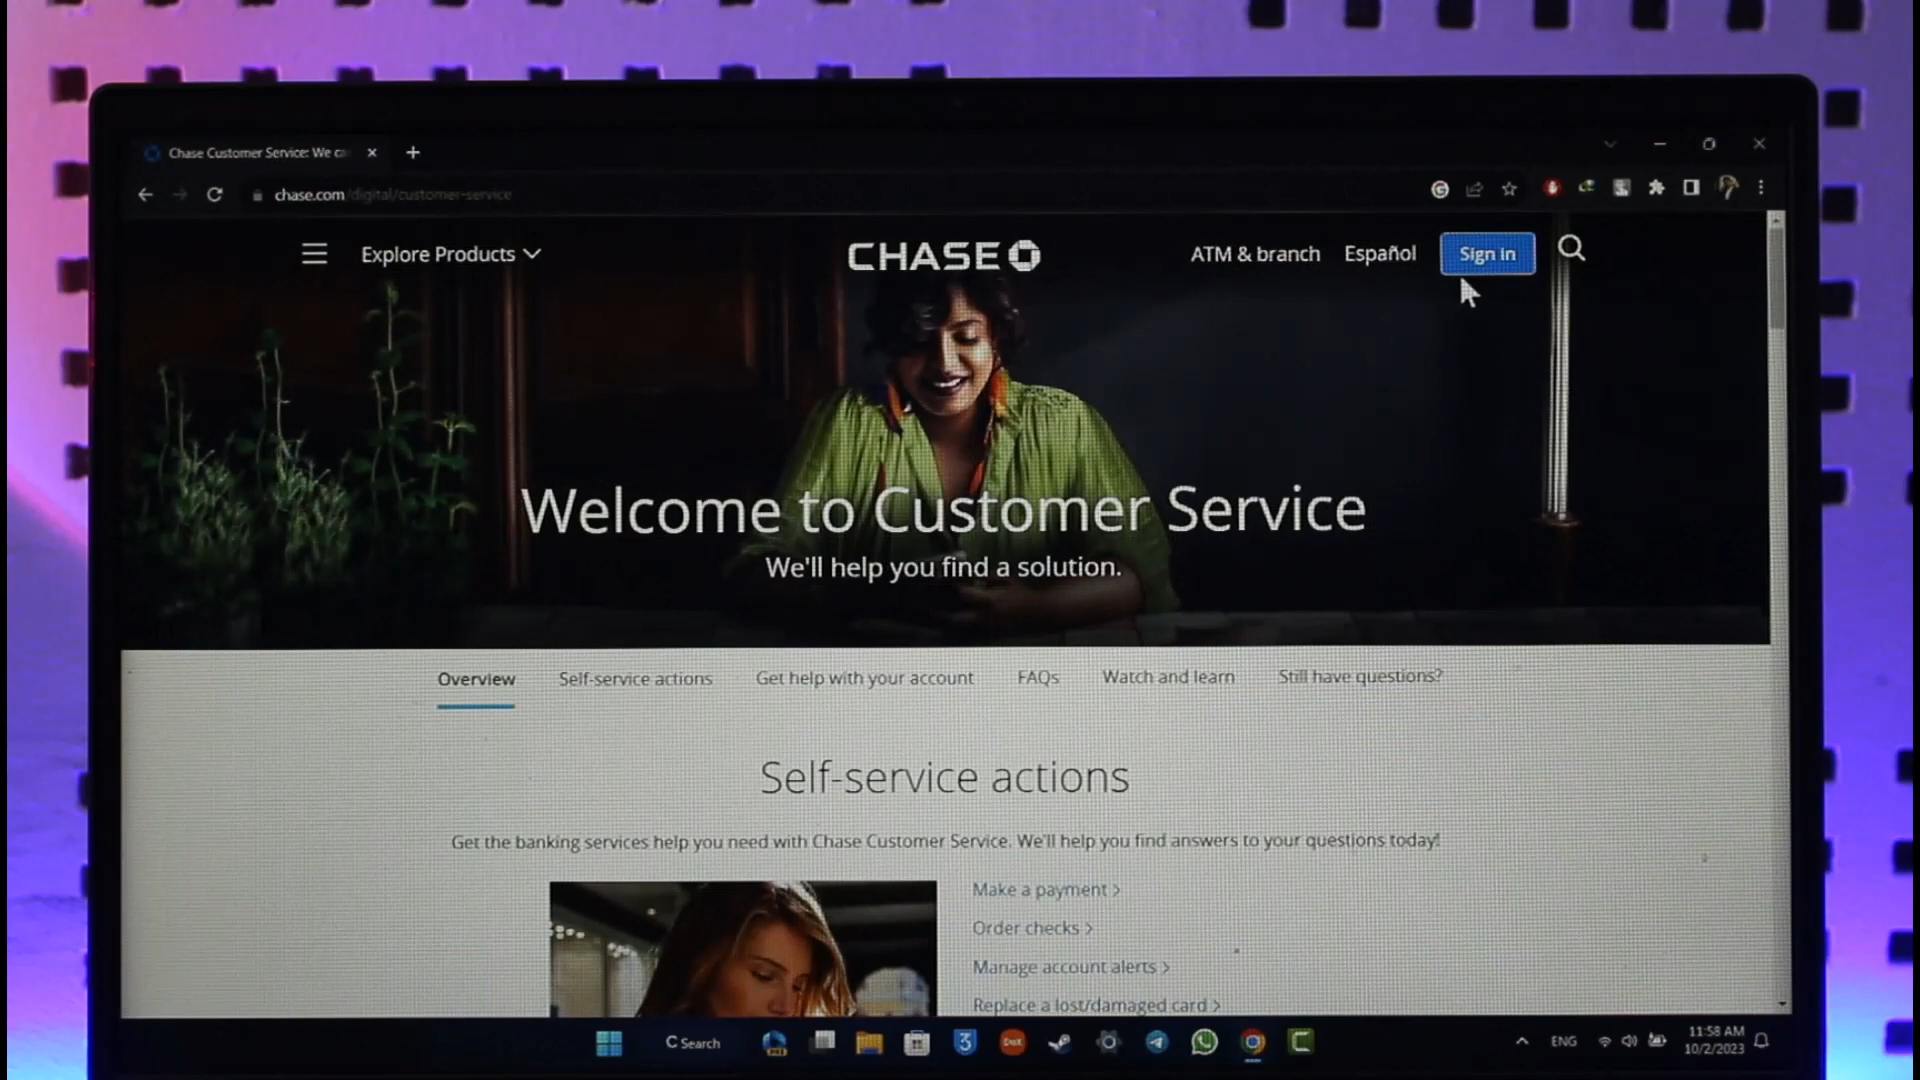 Chase Customer Service: We ca
chase.com/digital/customer-service
Explore Products
CHASE
ATM & branch
Español
Sign in
Welcome to Customer Service
We'll help you find a solution.
Overview
Self-service actions
Get help with your account
FAQs
Watch and learn
Still have questions?
Self-service actions
Get the banking services help you need with Chase Customer Service. We'll help you find answers to your questions today!
Make a payment >
Order checks >
Manage account alerts >
Replace a lost/damaged card >
Search
ENG
11:58 AM
10/2/2023